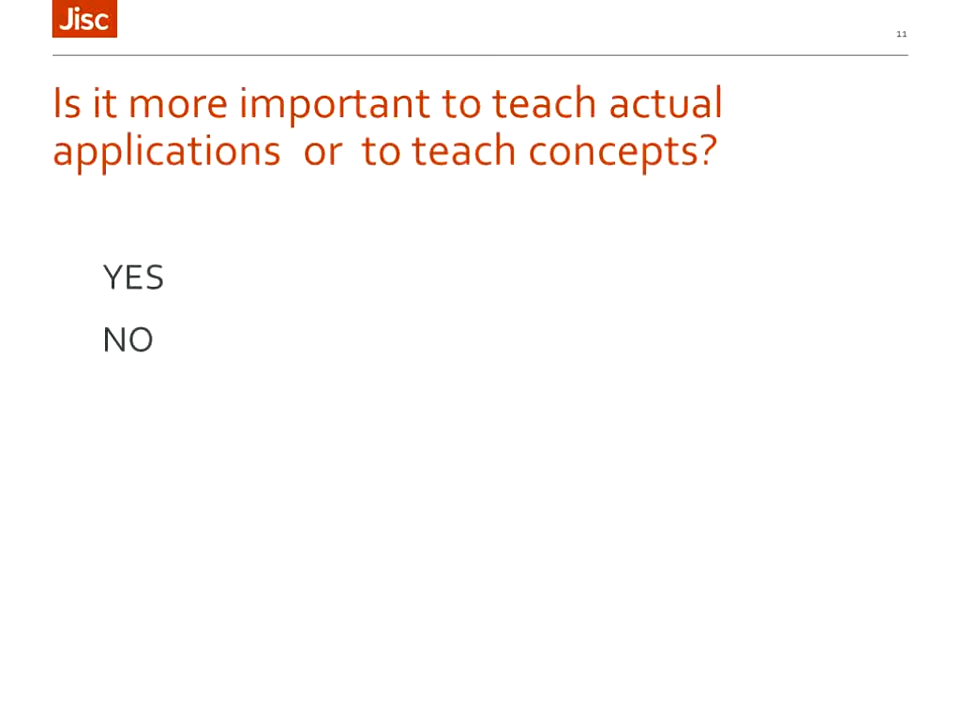 Jisc
11
Is it more important to teach actual
applications or to teach concepts?
YES
NO